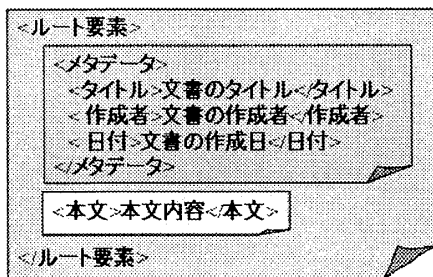 <ルート要素>
<メタデータ>
<タイトル>文書のタイトル</タイトル>
<作成者>文書の作成者</作成者>
<日付>文書の作成日</日付>
</メタデータ>
<本文>本文内容</本文>
</ルート要素>